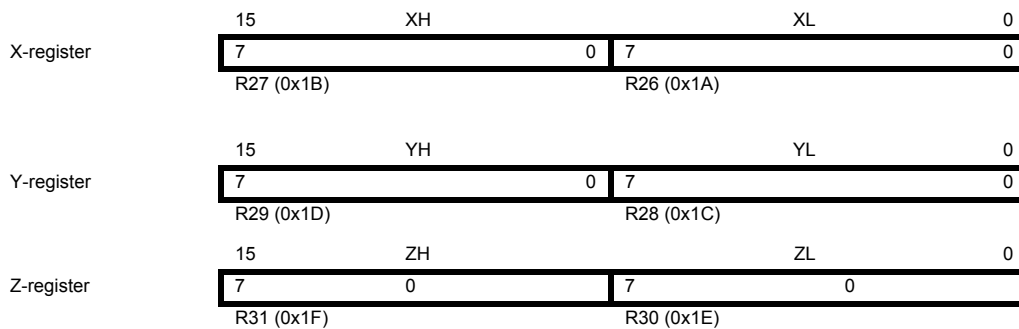 15 XH XL 0
X-register 7 0 7 0
R27 (0x1B) R26 (0x1A)
15 YH YL 0
Y-register 7 0 7 0
R29 (0x1D) R28 (0x1C)
15 ZH ZL 0
Z-register 7 0 7 0
R31 (0x1F) R30 (0x1E)